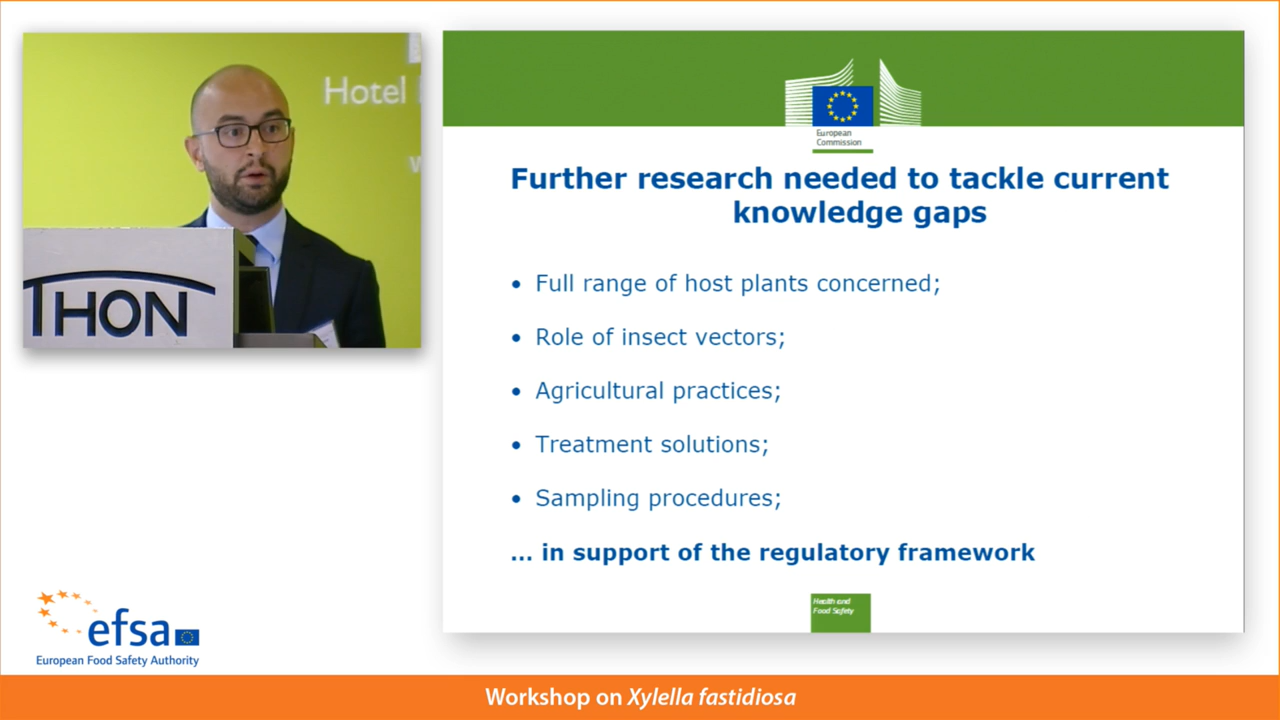 Hotel
THON
European
Commission
Further research needed to tackle current
knowledge gaps
• Full range of host plants concerned;
• Role of insect vectors;
• Agricultural practices;
• Treatment solutions;
• Sampling procedures;
... in support of the regulatory framework
Health and
Food Safety
efsa
European Food Safety Authority
Workshop on Xylella fastidiosa